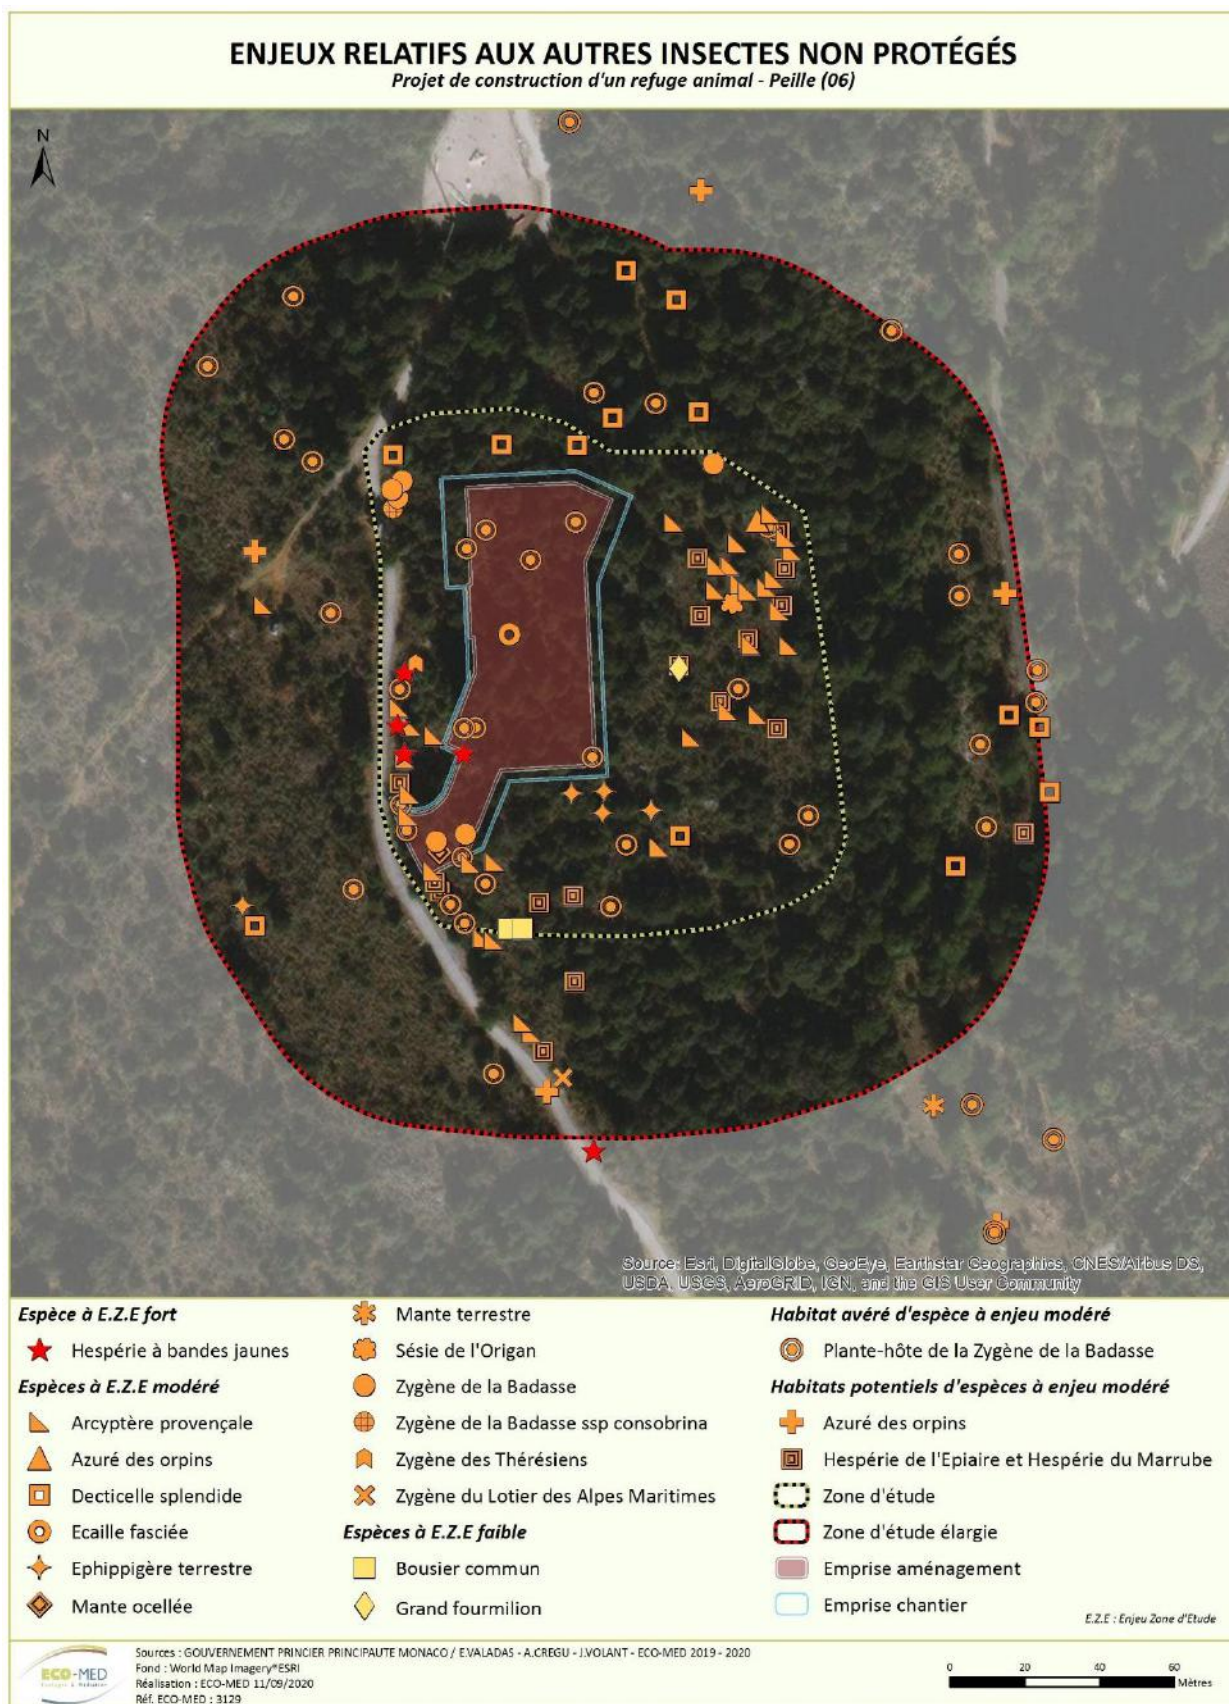 ENJEUX RELATIFS AUX AUTRES INSECTES NON PROTÉGÉS
Projet de construction d'un refuge animal - Peille (06)
N
Source: Esri, DigitalGlobe, GeoEye, Earthstar Geographics, CNES/Airbus DS,
USDA, USGS, AeroGRID, IGN, and the GIS User Community
Espèce à E.Z.E fort
Hespérie à bandes jaunes
Espèces à E.Z.E modéré
Arcyptère provençale
Azuré des orpins
Decticelle splendide
Ecaille fasciée
Ephippigère terrestre
Mante ocellée
Mante terrestre
Sésie de l'Origan
Zygène de la Badasse
Zygène de la Badasse ssp consobrina
Zygène des Thérésiens
Zygène du Lotier des Alpes Maritimes
Espèces à E.Z.E faible
Bousier commun
Grand fourmilion
Habitat avéré d'espèce à enjeu modéré
Plante-hôte de la Zygène de la Badasse
Habitats potentiels d'espèces à enjeu modéré
Azuré des orpins
Hespérie de l'Epiaire et Hespérie du Marrube
Zone d'étude
Zone d'étude élargie
Emprise aménagement
Emprise chantier
E.Z.E : Enjeu Zone d'Etude
ECO-MED
Sources : GOUVERNEMENT PRINCIER PRINCIPAUTE MONACO / E.VALADAS - A.CREGU - J.VOLANT - ECO-MED 2019 - 2020
Fond : World Map Imagery®ESRI
Réalisation : ECO-MED 11/09/2020
Réf. ECO-MED : 3129
0 20 40 60
Mètres